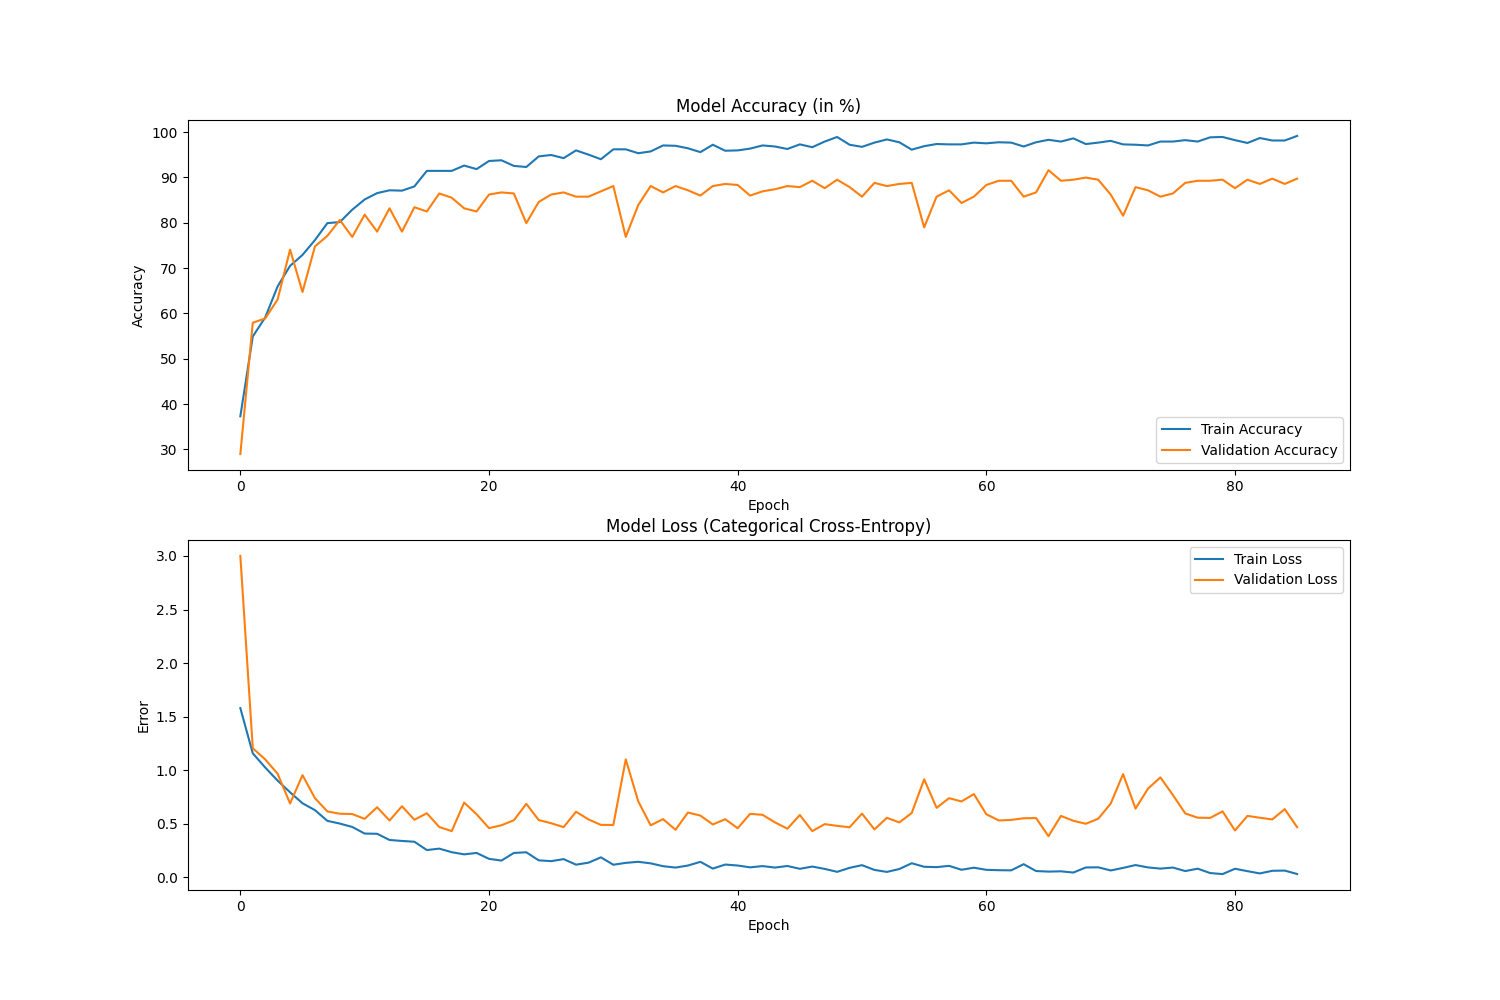 Model Accuracy (in %)
100
90
80
70
60
50
40
30
Accuracy
Train Accuracy
Validation Accuracy
0 20 40 60 80
Epoch
Model Loss (Categorical Cross-Entropy)
3.0
2.5
2.0
1.5
1.0
0.5
0.0
Error
Train Loss
Validation Loss
0 20 40 60 80
Epoch